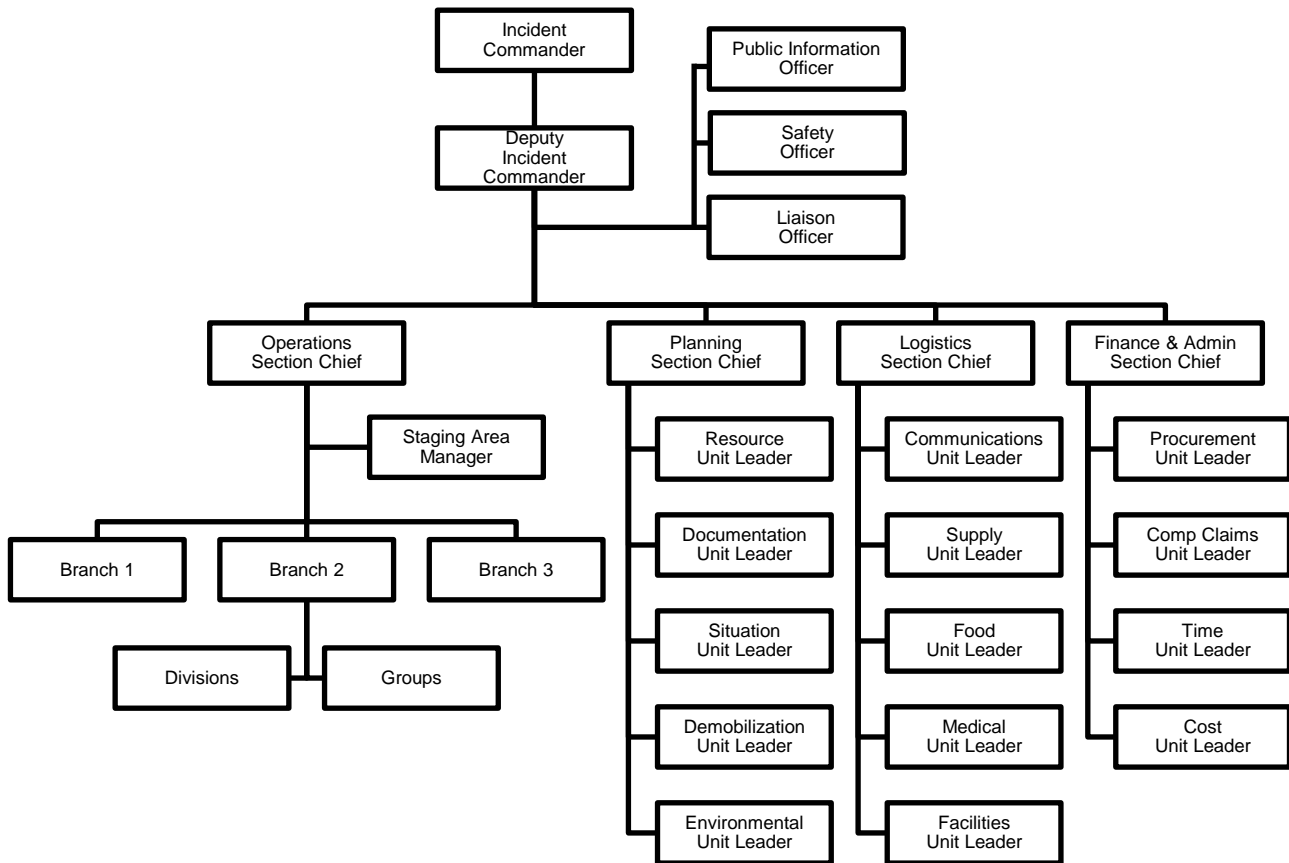 Incident
Commander
Public Information
Officer
Deputy
Incident
Commander
Safety
Officer
Liaison
Officer
Operations
Section Chief
Planning
Section Chief
Logistics
Section Chief
Finance & Admin
Section Chief
Staging Area
Manager
Resource
Unit Leader
Communications
Unit Leader
Procurement
Unit Leader
Branch 1
Branch 2
Branch 3
Documentation
Unit Leader
Supply
Unit Leader
Comp Claims
Unit Leader
Divisions
Groups
Situation
Unit Leader
Food
Unit Leader
Time
Unit Leader
Demobilization
Unit Leader
Medical
Unit Leader
Cost
Unit Leader
Environmental
Unit Leader
Facilities
Unit Leader